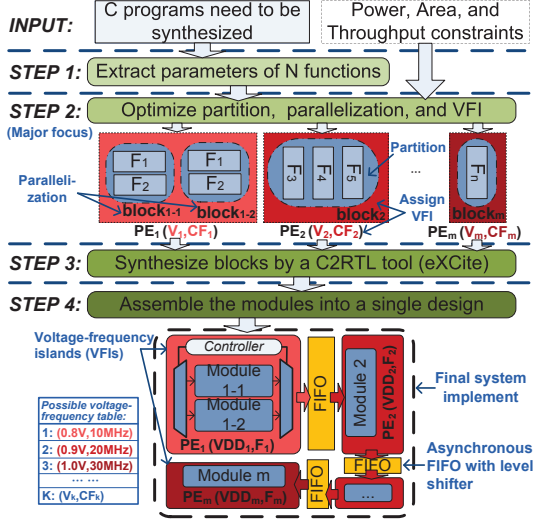 INPUT:
C programs need to be
synthesized
Power, Area, and
Throughput constraints
STEP 1:
Extract parameters of N functions
STEP 2:
(Major focus)
Optimize partition, parallelization, and VFI
F1
F2
F1
F2
F3
F4
F5
...
Fn
Paralleli-
zation
Partition
Assign
VFI
block1-1
block1-2
block2
blockm
PE1 (V1,CF1)
PE2 (V2,CF2)
PEm (Vm,CFm)
STEP 3:
Synthesize blocks by a C2RTL tool (eXCite)
STEP 4:
Assemble the modules into a single design
Voltage-frequency
islands (VFIs)
Controller
Module
1-1
Module
1-2
PE1 (VDD1,F1)
FIFO
Module 2
PE2 (VDD2,F2)
Final system
implement
FIFO
Asynchronous
FIFO with level
shifter
Module m
PEm (VDDm,Fm)
FIFO
...
Possible voltage-
frequency table:
1: (0.8V,10MHz)
2: (0.9V,20MHz)
3: (1.0V,30MHz)
... ...
K: (Vk,CFk)